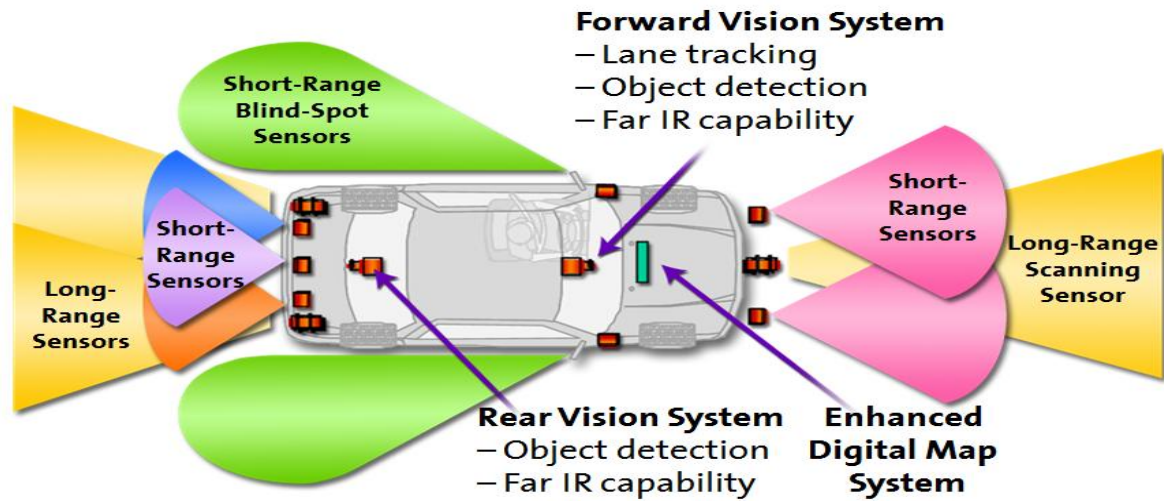 Forward Vision System
– Lane tracking
– Object detection
– Far IR capability
Short-Range
Blind-Spot
Sensors
Short-
Range
Sensors
Long-
Range
Sensors
Short-
Range
Sensors
Long-Range
Scanning
Sensor
Rear Vision System
– Object detection
– Far IR capability
Enhanced
Digital Map
System